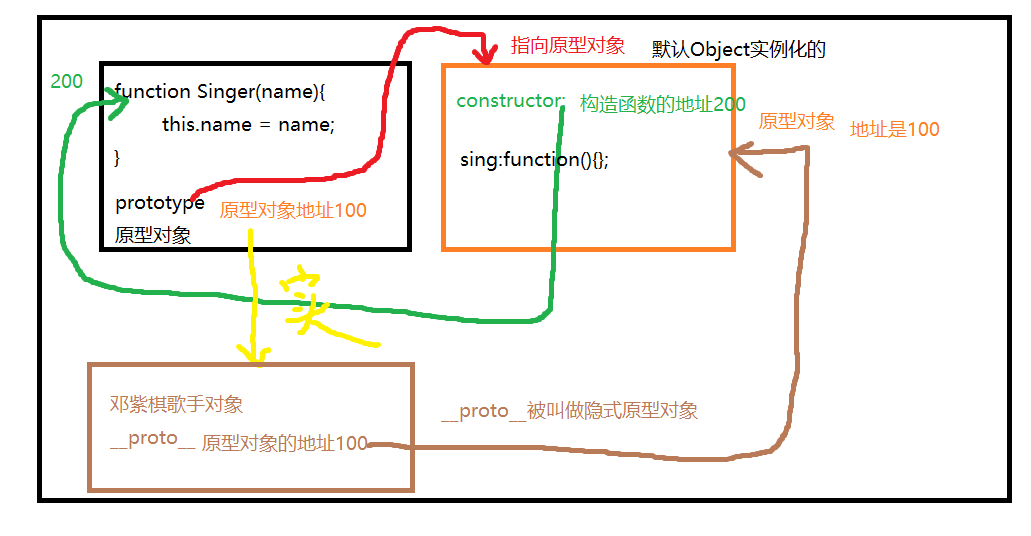 指向原型对象 默认Object实例化的
200
function Singer(name){
this.name = name;
}
prototype 原型对象地址100
原型对象
constructor: 构造函数的地址200
sing:function(){};
原型对象 地址是100
实
邓紫棋歌手对象
__proto__ 原型对象的地址100
__proto__被叫做隐式原型对象